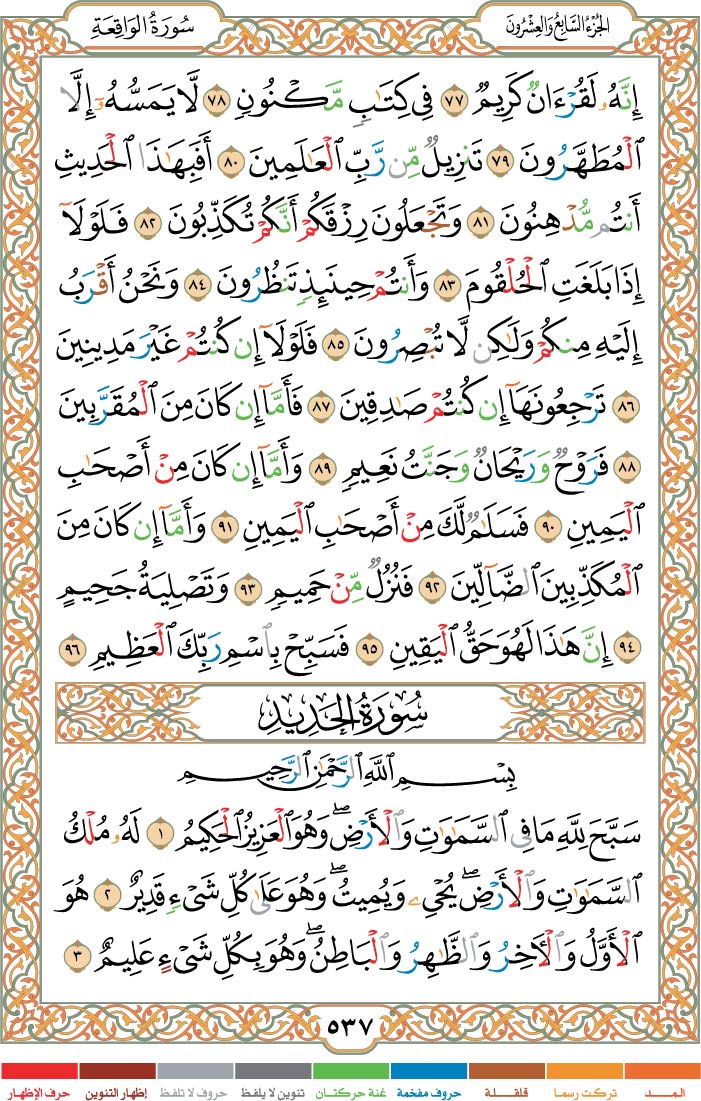 الجُزْءُ السَّابِعُ وَالعِشْرُونَ
سُورَةُ الوَاقِعَةِ
إِنَّهُۥ لَقُرْءَانٌ كَرِيمٌ ٧٧ فِى كِتَٰبٍ مَّكْنُونٍ ٧٨ لَّا يَمَسُّهُۥٓ إِلَّا
ٱلْمُطَهَّرُونَ ٧٩ تَنزِيلٌ مِّن رَّبِّ ٱلْعَٰلَمِينَ ٨٠ أَفَبِهَٰذَا ٱلْحَدِيثِ
أَنتُم مُّدْهِنُونَ ٨١ وَتَجْعَلُونَ رِزْقَكُمْ أَنَّكُمْ تُكَذِّبُونَ ٨٢ فَلَوْلَآ
إِذَا بَلَغَتِ ٱلْحُلْقُومَ ٨٣ وَأَنتُمْ حِينَئِذٍ تَنظُرُونَ ٨٤ وَنَحْنُ أَقْرَبُ
إِلَيْهِ مِنكُمْ وَلَٰكِن لَّا تُبْصِرُونَ ٨٥ فَلَوْلَآ إِن كُنتُمْ غَيْرَ مَدِينِينَ
٨٦ تَرْجِعُونَهَآ إِن كُنتُمْ صَٰدِقِينَ ٨٧ فَأَمَّآ إِن كَانَ مِنَ ٱلْمُقَرَّبِينَ
٨٨ فَرَوْحٌ وَرَيْحَانٌ وَجَنَّتُ نَعِيمٍ ٨٩ وَأَمَّآ إِن كَانَ مِنْ أَصْحَٰبِ
ٱلْيَمِينِ ٩٠ فَسَلَٰمٌ لَّكَ مِنْ أَصْحَٰبِ ٱلْيَمِينِ ٩١ وَأَمَّآ إِن كَانَ مِنَ
ٱلْمُكَذِّبِينَ ٱلضَّآلِّينَ ٩٢ فَنُزُلٌ مِّنْ حَمِيمٍ ٩٣ وَتَصْلِيَةُ جَحِيمٍ
٩٤ إِنَّ هَٰذَا لَهُوَ حَقُّ ٱلْيَقِينِ ٩٥ فَسَبِّحْ بِٱسْمِ رَبِّكَ ٱلْعَظِيمِ ٩٦
سُورَةُ الحَدِيدِ
بِسْمِ ٱللَّهِ ٱلرَّحْمَٰنِ ٱلرَّحِيمِ
سَبَّحَ لِلَّهِ مَا فِى ٱلسَّمَٰوَٰتِ وَٱلْأَرْضِ ۖ وَهُوَ ٱلْعَزِيزُ ٱلْحَكِيمُ ١ لَهُۥ مُلْكُ
ٱلسَّمَٰوَٰتِ وَٱلْأَرْضِ ۖ يُحْىِۦ وَيُمِيتُ ۖ وَهُوَ عَلَىٰ كُلِّ شَىْءٍ قَدِيرٌ ٢ هُوَ
ٱلْأَوَّلُ وَٱلْءَاخِرُ وَٱلظَّٰهِرُ وَٱلْبَاطِنُ ۖ وَهُوَ بِكُلِّ شَىْءٍ عَلِيمٌ ٣
٥٣٧
المـــد تركت رسما قلقـلـة حروف مفخمة غنة حركتان تنوين لا يلفظ حروف لا تلفظ إظهار التنوين حرف الإظهار